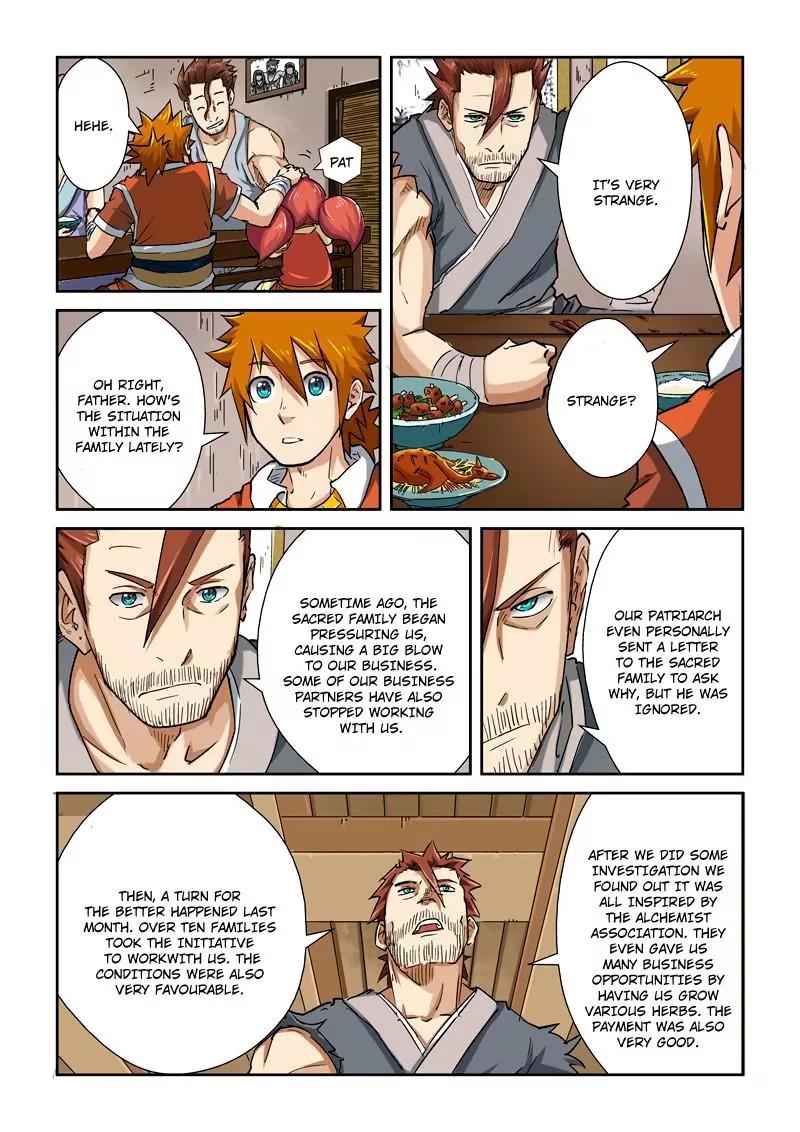 HEHE.
PAT
IT'S VERY
STRANGE.
STRANGE?
OH RIGHT,
FATHER. HOW'S
THE SITUATION
WITHIN THE
FAMILY LATELY?
SOMETIME AGO, THE
SACRED FAMILY BEGAN
PRESSURING US,
CAUSING A BIG BLOW
TO OUR BUSINESS.
SOME OF OUR BUSINESS
PARTNERS HAVE ALSO
STOPPED WORKING
WITH US.
OUR PATRIARCH
EVEN PERSONALLY
SENT A LETTER
TO THE SACRED
FAMILY TO ASK
WHY, BUT HE WAS
IGNORED.
THEN, A TURN FOR
THE BETTER HAPPENED LAST
MONTH. OVER TEN FAMILIES
TOOK THE INITIATIVE
TO WORKWITH US. THE
CONDITIONS WERE ALSO
VERY FAVOURABLE.
AFTER WE DID SOME
INVESTIGATION WE
FOUND OUT IT WAS
ALL INSPIRED BY
THE ALCHEMIST
ASSOCIATION. THEY
EVEN GAVE US
MANY BUSINESS
OPPORTUNITIES BY
HAVING US GROW
VARIOUS HERBS. THE
PAYMENT WAS ALSO
VERY GOOD.